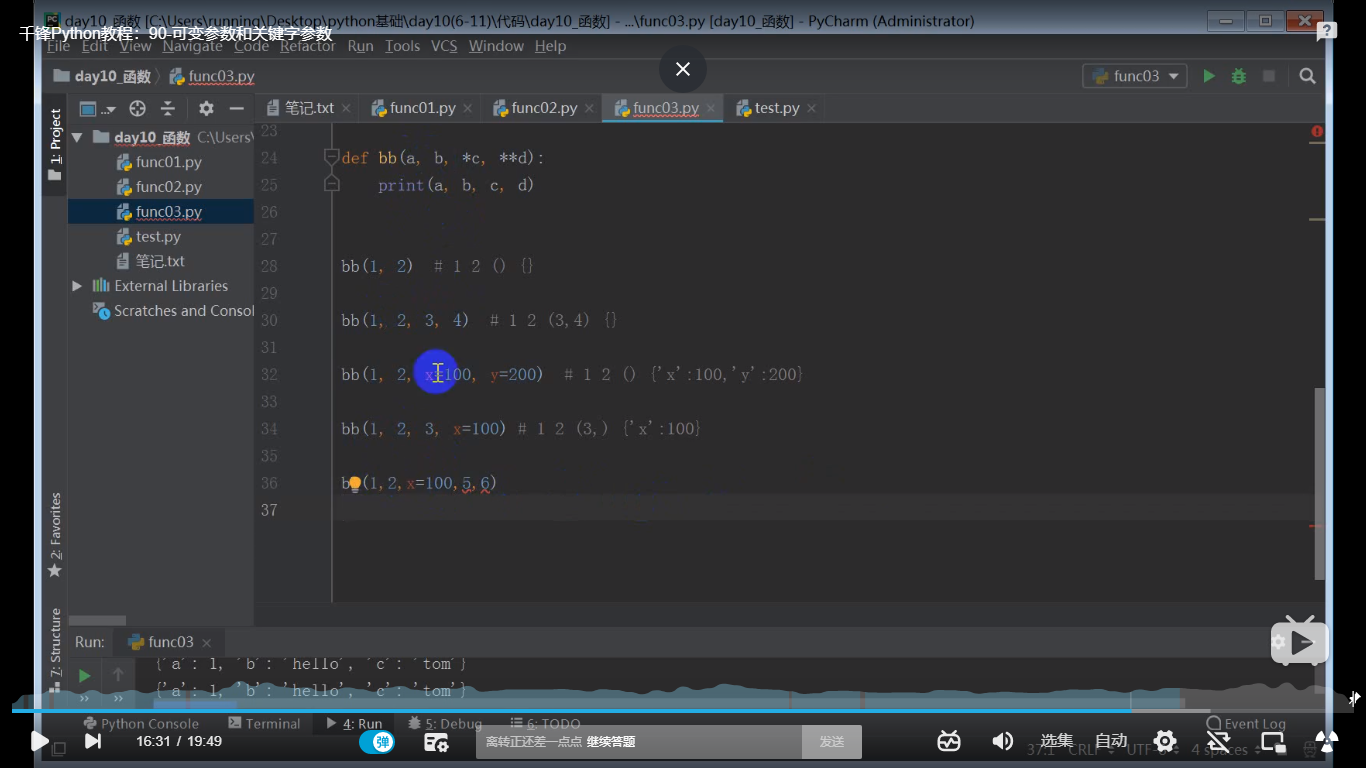 day10_函数 [C:\Users\running\Desktop\python基础\day10(6-11)\代码\day10_函数] - ...\func03.py [day10_函数] - PyCharm (Administrator)
千锋Python教程：90-可变参数和关键字参数
File Edit View Navigate Code Refactor Run Tools VCS Window Help
day10_函数 func03.py func03
笔记.txt func01.py func02.py func03.py test.py
1: Project
day10_函数 C:\Users\
func01.py
func02.py
func03.py
test.py
笔记.txt
External Libraries
Scratches and Consol
23
24 def bb(a, b, *c, **d):
25 print(a, b, c, d)
26
27
28 bb(1, 2) # 1 2 () {}
29
30 bb(1, 2, 3, 4) # 1 2 (3,4) {}
31
32 bb(1, 2, x=100, y=200) # 1 2 () {'x':100,'y':200}
33
34 bb(1, 2, 3, x=100) # 1 2 (3,) {'x':100}
35
36 b (1,2,x=100,5,6)
37
2: Favorites
7: Structure
Run: func03
{'a': 1, 'b': 'hello', 'c': 'tom'}
{'a': 1, 'b': 'hello', 'c': 'tom'}
Python Console Terminal 4: Run 5: Debug 6: TODO Event Log
16:31 / 19:49 弹 离转正还差一点点 继续答题 发送 选集 自动
37:1 CRLF UTF-8 4 spaces